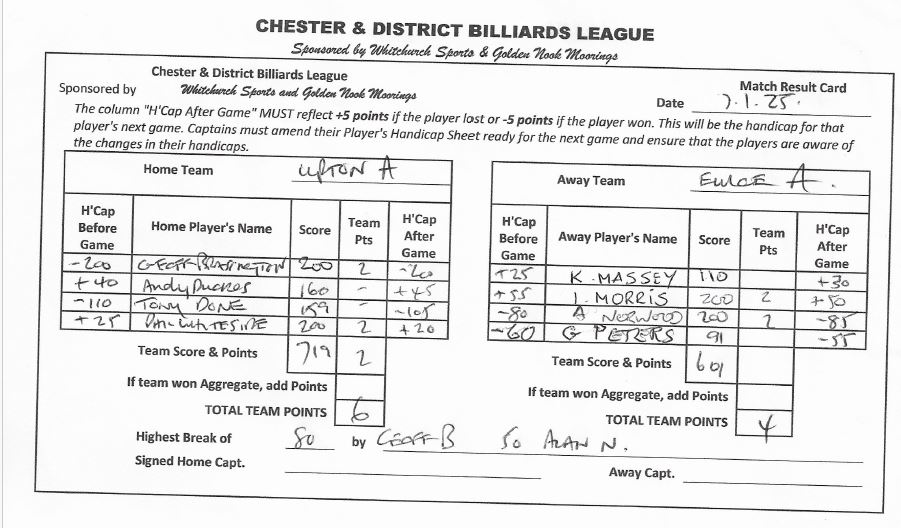 CHESTER & DISTRICT BILLIARDS LEAGUE
Sponsored by Whitchurch Sports & Golden Nook Moorings
Chester & District Billiards League
Match Result Card
Sponsored by Whitchurch Sports and Golden Nook Moorings
Date 7.1.25.
The column "H'Cap After Game" MUST reflect +5 points if the player lost or -5 points if the player won. This will be the handicap for that
player's next game. Captains must amend their Player's Handicap Sheet ready for the next game and ensure that the players are aware of
the changes in their handicaps.
Home Team UPTON A
H'Cap Before Game Home Player's Name Score Team Pts H'Cap After Game
-200 GEOFF 200 2
+40 Andy 160 - +45
-110 TONY DONE 159 - -105
+25 200 2 +20
Team Score & Points 719 2
If team won Aggregate, add Points
TOTAL TEAM POINTS 6
Away Team A.
H'Cap Before Game Away Player's Name Score Team Pts H'Cap After Game
+25 K. MASSEY 110 +30
+55 I. MORRIS 200 2 +50
-80 A NORWOOD 200 2 -85
-60 G PETERS 91 -55
Team Score & Points 601
If team won Aggregate, add Points
TOTAL TEAM POINTS 4
Highest Break of 80 by GEOFF B 50 ALAN N.
Signed Home Capt.
Away Capt.